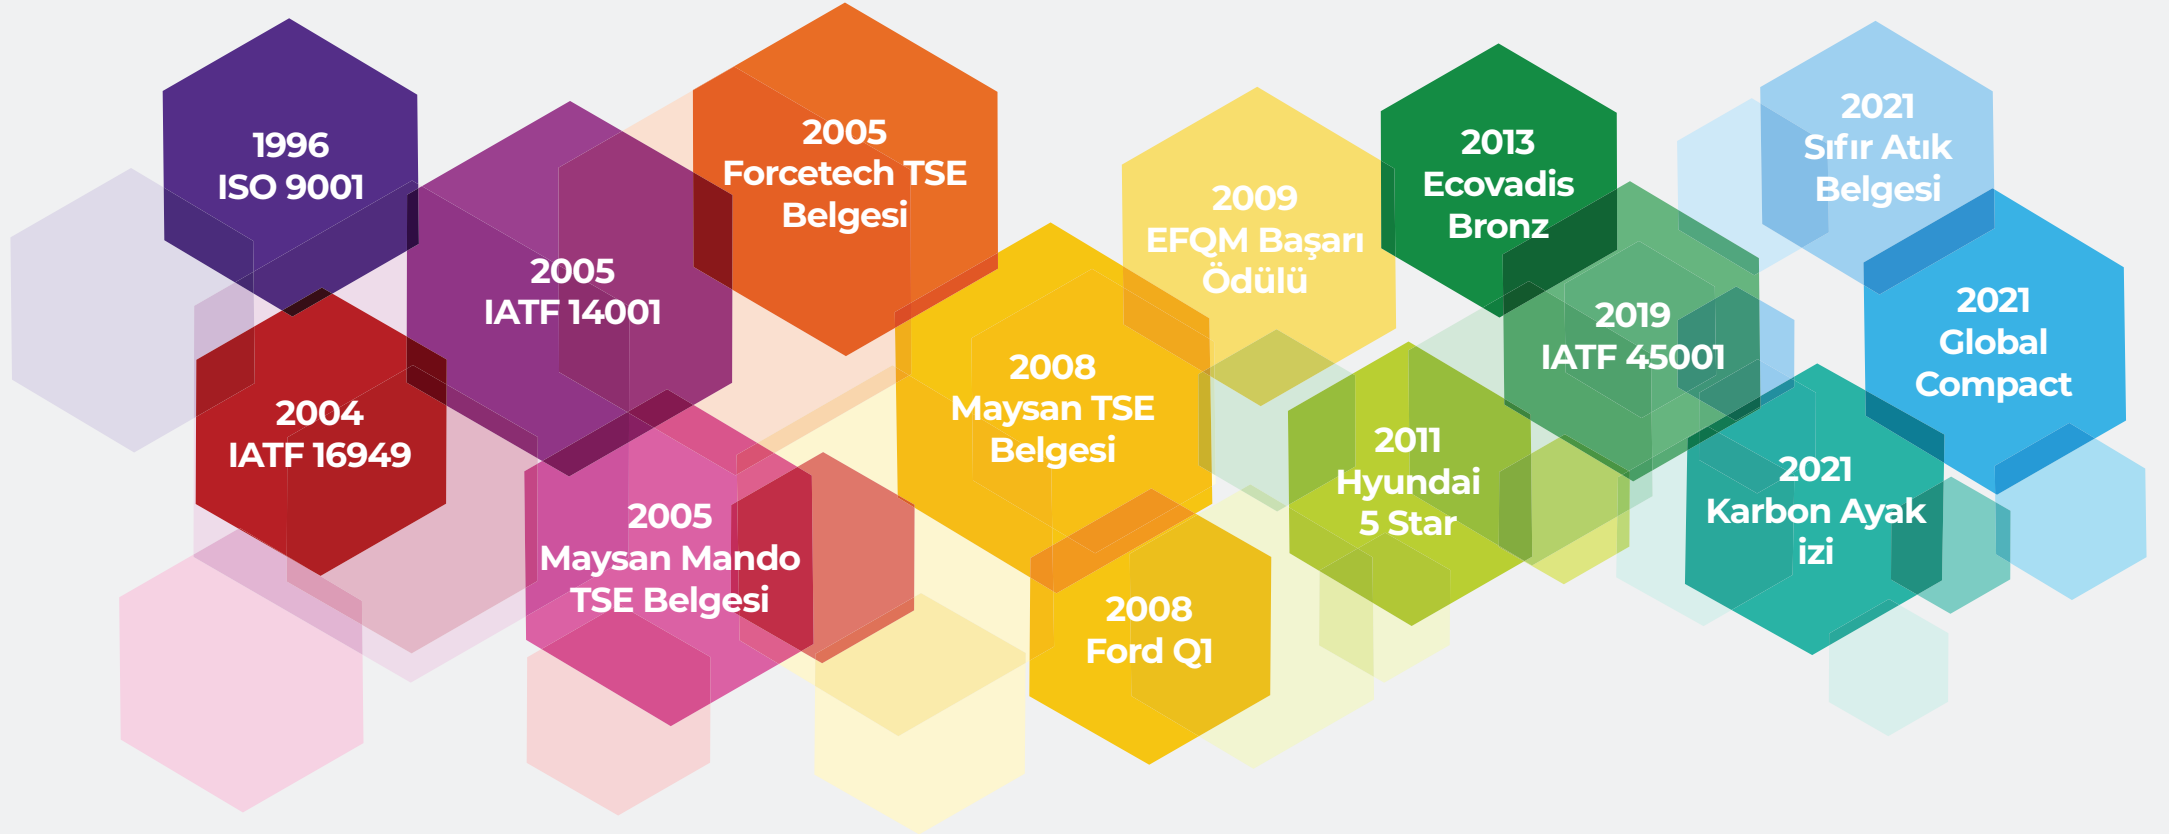 1996
ISO 9001
2004
IATF 16949
2005
IATF 14001
2005
Maysan Mando
TSE Belgesi
2005
Forcetech TSE
Belgesi
2008
Maysan TSE
Belgesi
2008
Ford Q1
2009
EFQM Başarı
Ödülü
2011
Hyundai
5 Star
2013
Ecovadis
Bronz
2019
IATF 45001
2021
Sıfır Atık
Belgesi
2021
Global
Compact
2021
Karbon Ayak
izi